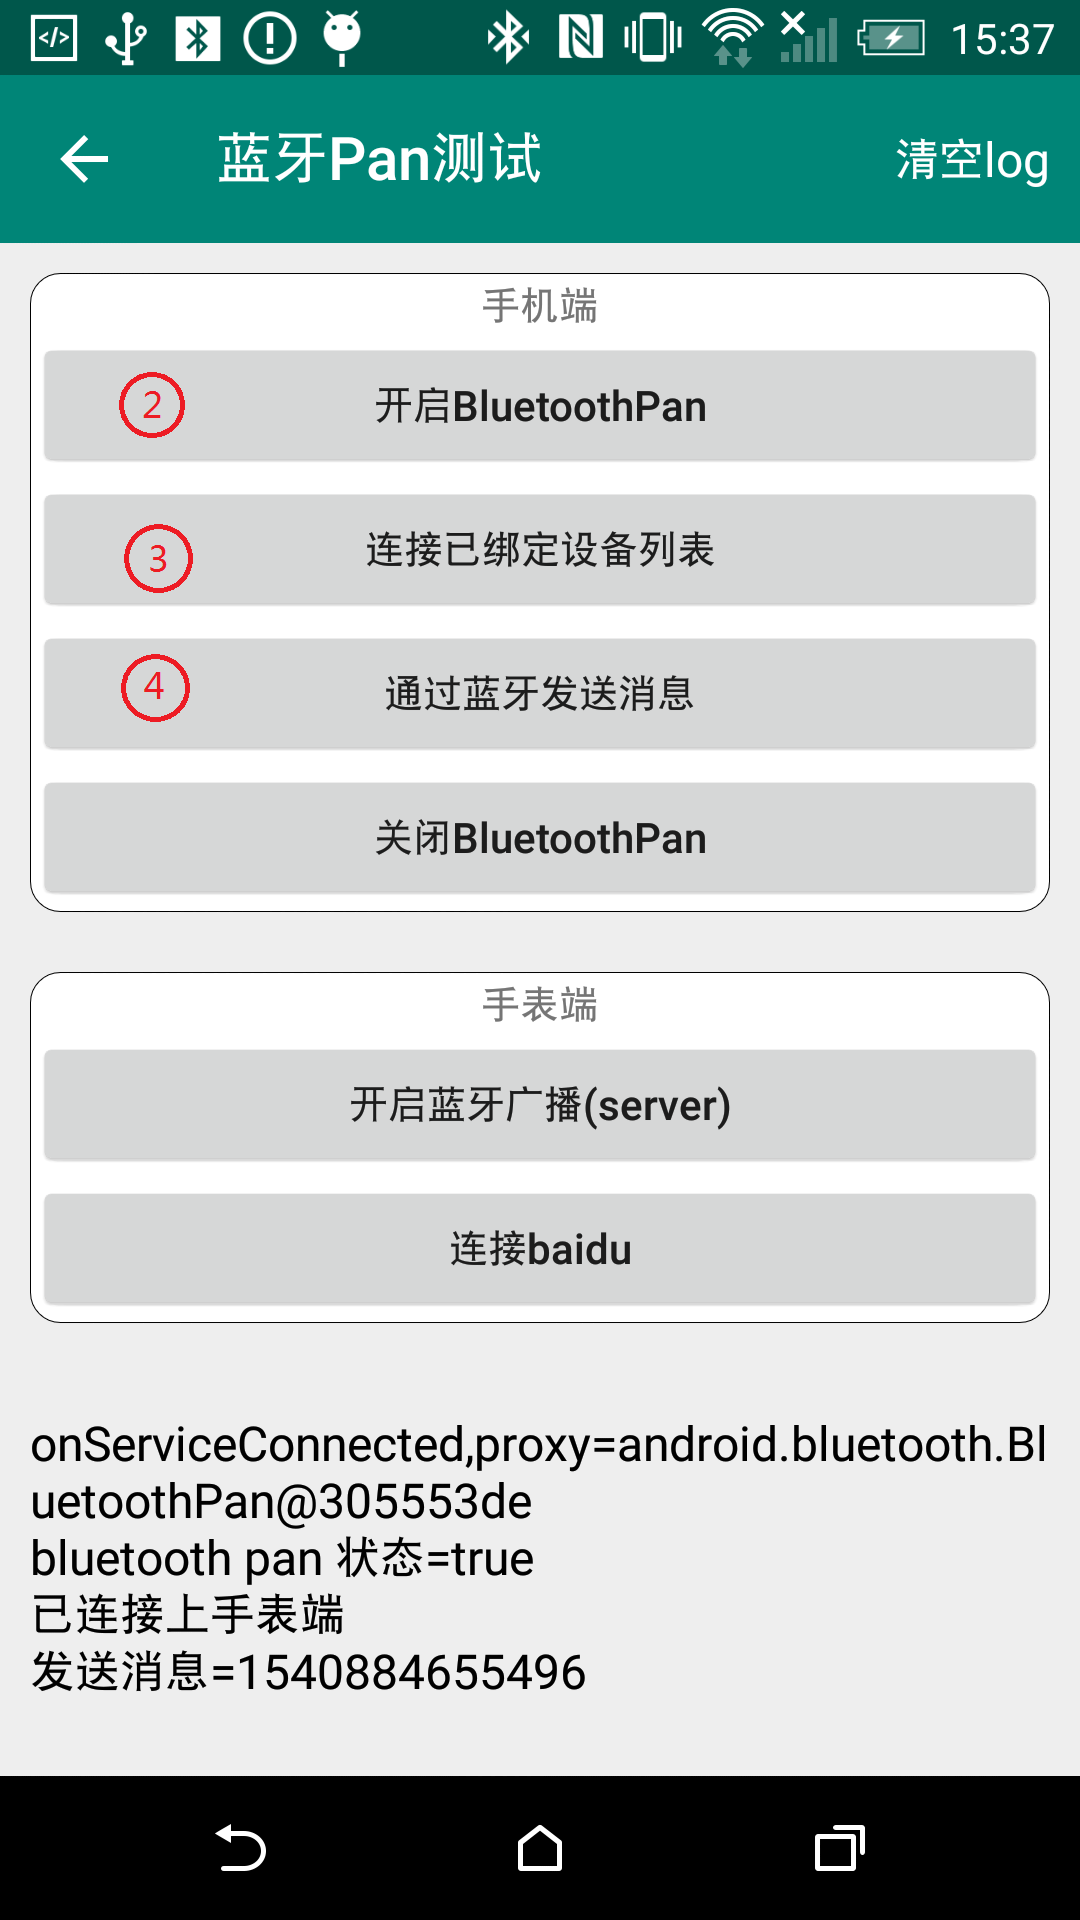 15:37
蓝牙Pan测试
清空log
手机端
2
开启BluetoothPan
3
连接已绑定设备列表
4
通过蓝牙发送消息
关闭BluetoothPan
手表端
开启蓝牙广播(server)
连接baidu
onServiceConnected,proxy=android.bluetooth.Bl
uetoothPan@305553de
bluetooth pan 状态=true
已连接上手表端
发送消息=1540884655496